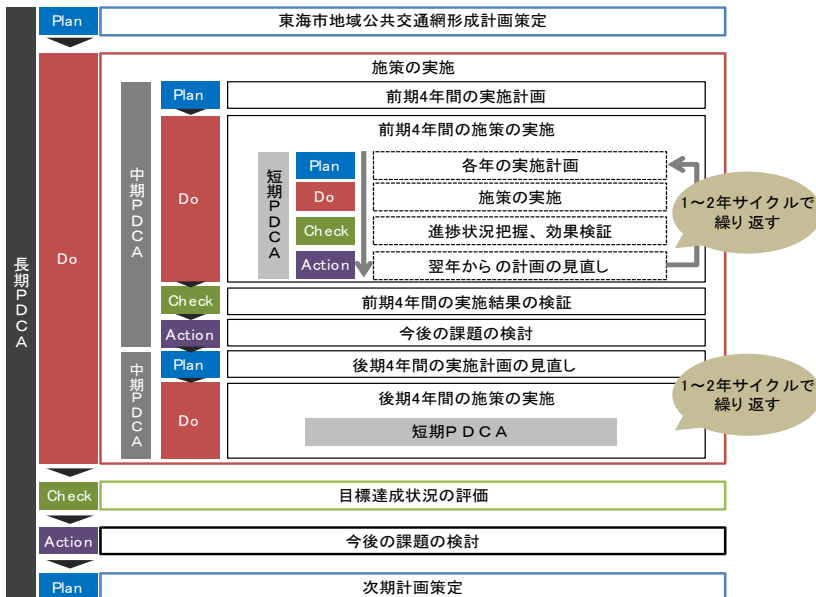 Plan
東海市地域公共交通網形成計画策定
長期PDCA
Do
施策の実施
中期PDCA
Plan
前期4年間の実施計画
Do
前期4年間の施策の実施
短期PDCA
Plan
各年の実施計画
Do
施策の実施
Check
進捗状況把握、効果検証
Action
翌年からの計画の見直し
1～2年サイクルで
繰り返す
Check
前期4年間の実施結果の検証
Action
今後の課題の検討
中期PDCA
Plan
後期4年間の実施計画の見直し
Do
後期4年間の施策の実施
短期PDCA
1～2年サイクルで
繰り返す
Check
目標達成状況の評価
Action
今後の課題の検討
Plan
次期計画策定